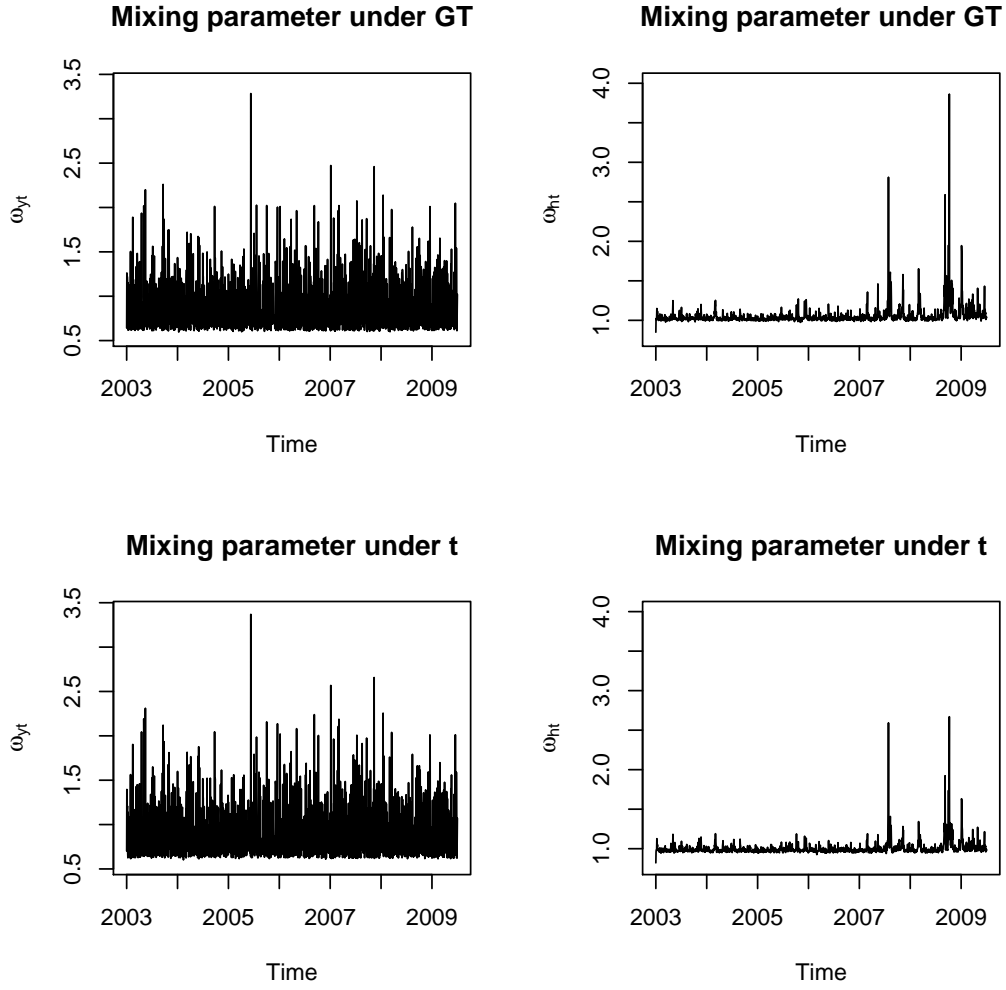 Mixing parameter under GT
ω_yt
3.5
2.5
1.5
0.5
2003 2005 2007 2009
Time
Mixing parameter under GT
ω_ht
4.0
3.0
2.0
1.0
2003 2005 2007 2009
Time
Mixing parameter under t
ω_yt
3.5
2.5
1.5
0.5
2003 2005 2007 2009
Time
Mixing parameter under t
ω_ht
4.0
3.0
2.0
1.0
2003 2005 2007 2009
Time